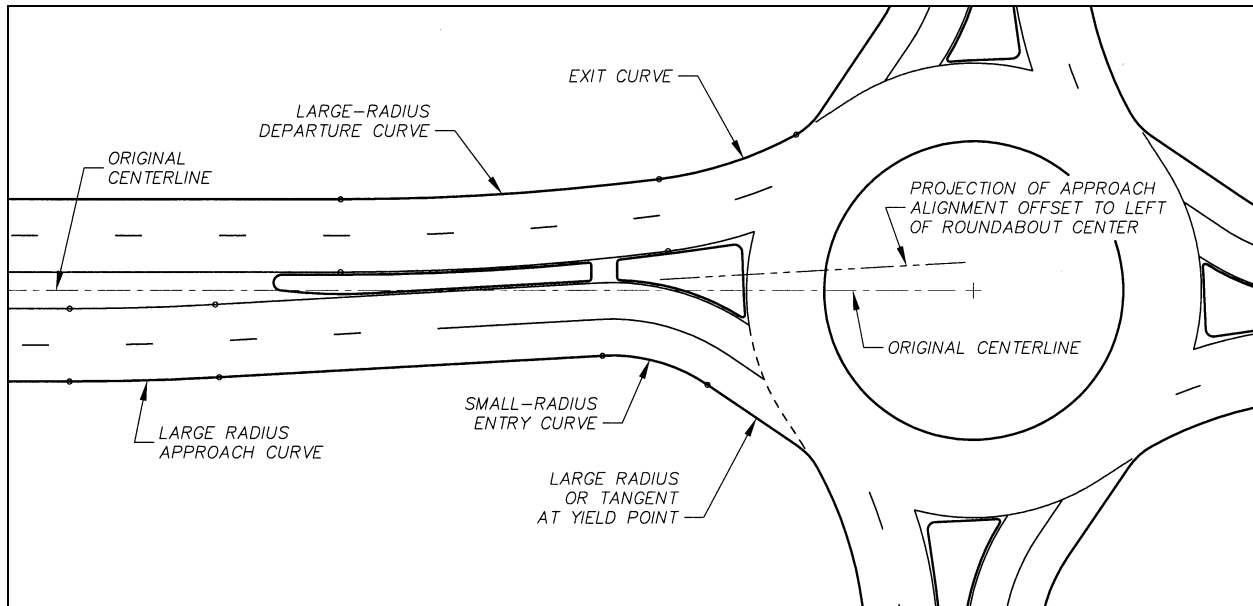 EXIT CURVE
LARGE-RADIUS
DEPARTURE CURVE
ORIGINAL
CENTERLINE
PROJECTION OF APPROACH
ALIGNMENT OFFSET TO LEFT
OF ROUNDABOUT CENTER
ORIGINAL CENTERLINE
SMALL-RADIUS
ENTRY CURVE
LARGE RADIUS
APPROACH CURVE
LARGE RADIUS
OR TANGENT
AT YIELD POINT